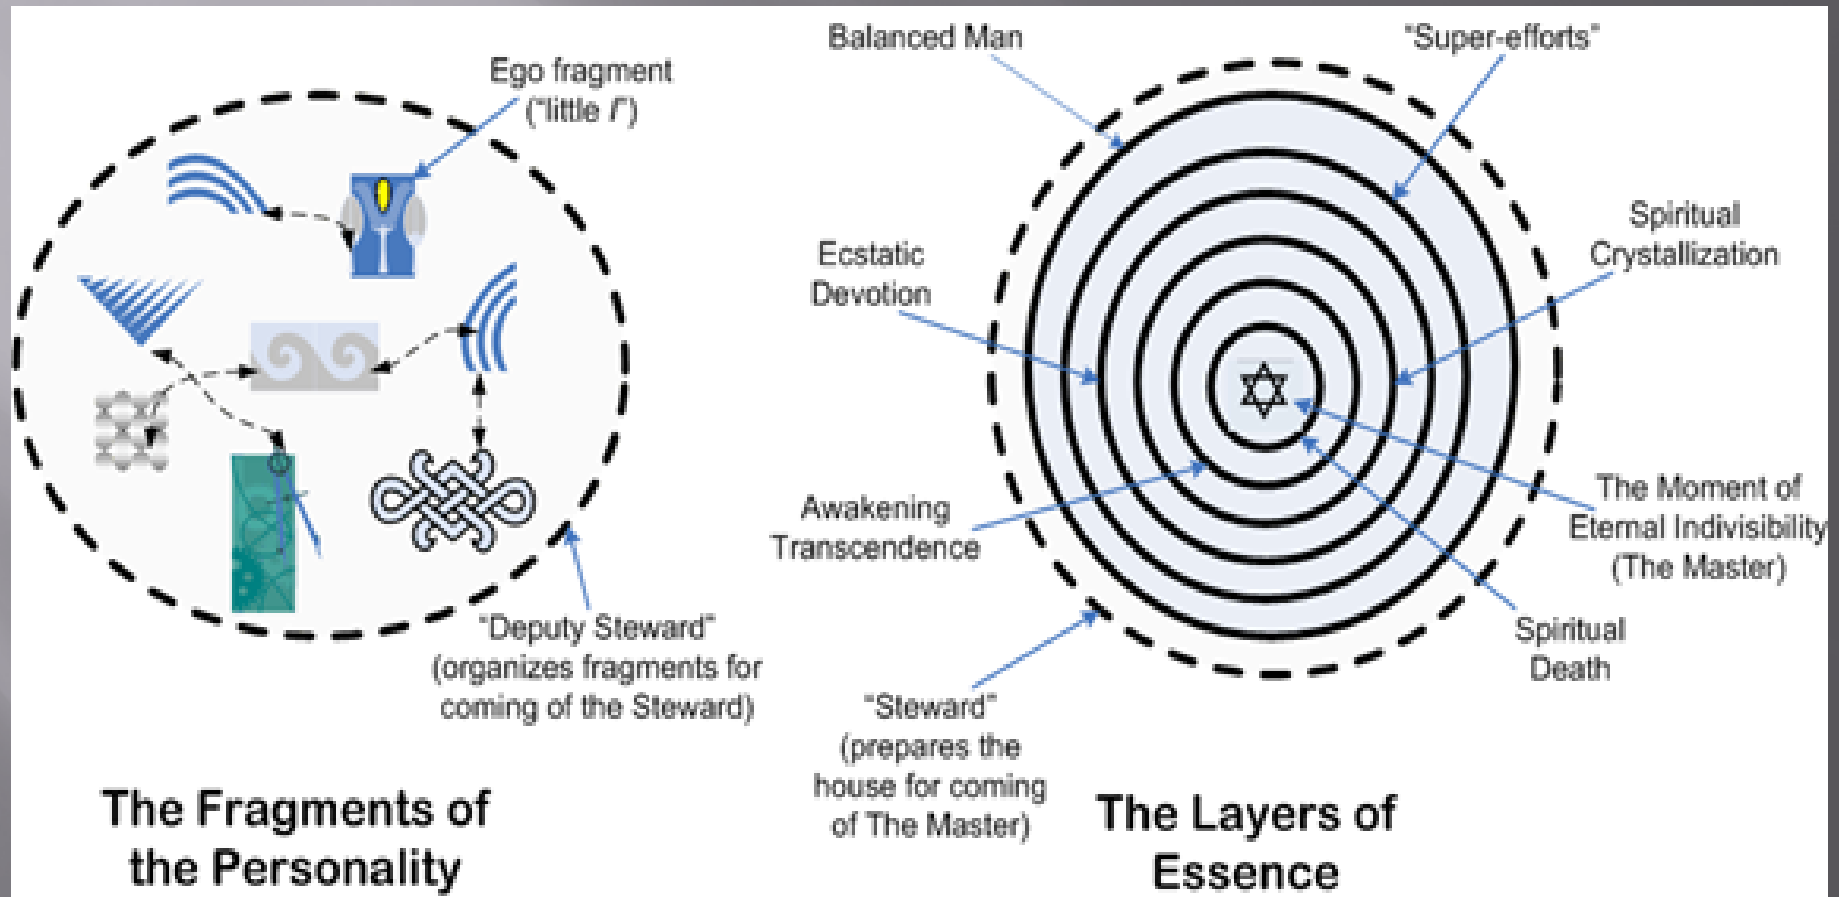 Ego fragment
("little I")
"Deputy Steward"
(organizes fragments for
coming of the Steward)
The Fragments of
the Personality
Balanced Man
"Super-efforts"
Ecstatic
Devotion
Spiritual
Crystallization
Awakening
Transcendence
The Moment of
Eternal Indivisibility
(The Master)
Spiritual
Death
"Steward"
(prepares the
house for coming
of The Master)
The Layers of
Essence